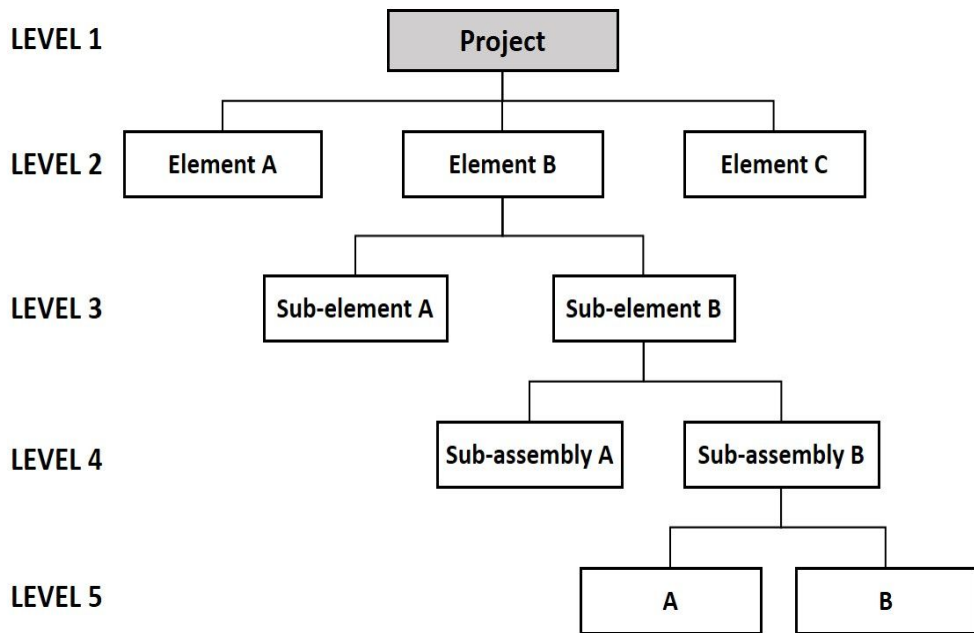 LEVEL 1
Project
LEVEL 2
Element A
Element B
Element C
LEVEL 3
Sub-element A
Sub-element B
LEVEL 4
Sub-assembly A
Sub-assembly B
LEVEL 5
A
B